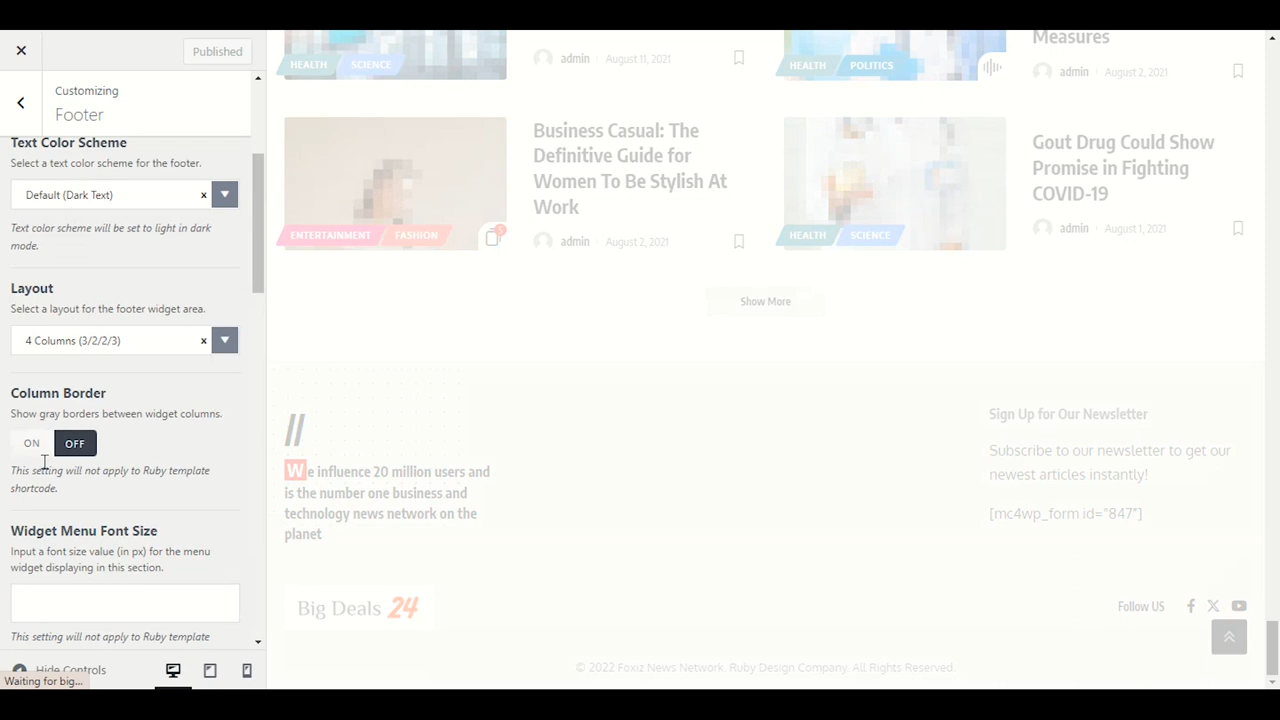 Published
Customizing
Footer
Text Color Scheme
Select a text color scheme for the footer.
Default (Dark Text)
×
Text color scheme will be set to light in dark
mode.
Layout
Select a layout for the footer widget area.
4 Columns (3/2/2/3)
×
Column Border
Show gray borders between widget columns.
ON
OFF
This setting will not apply to Ruby template
shortcode.
Widget Menu Font Size
Input a font size value (in px) for the menu
widget displaying in this section.
This setting will not apply to Ruby template
Hide Controls
Waiting for big...
HEALTH
SCIENCE
admin
August 11, 2021
HEALTH
POLITICS
Measures
admin
August 2, 2021
ENTERTAINMENT
FASHION
5
Business Casual: The
Definitive Guide for
Women To Be Stylish At
Work
admin
August 2, 2021
HEALTH
SCIENCE
Gout Drug Could Show
Promise in Fighting
COVID-19
admin
August 1, 2021
Show More
//
We influence 20 million users and
is the number one business and
technology news network on the
planet
Sign Up for Our Newsletter
Subscribe to our newsletter to get our
newest articles instantly!
[mc4wp_form id="847"]
Big Deals 24
Follow US
© 2022 Foxiz News Network. Ruby Design Company. All Rights Reserved.